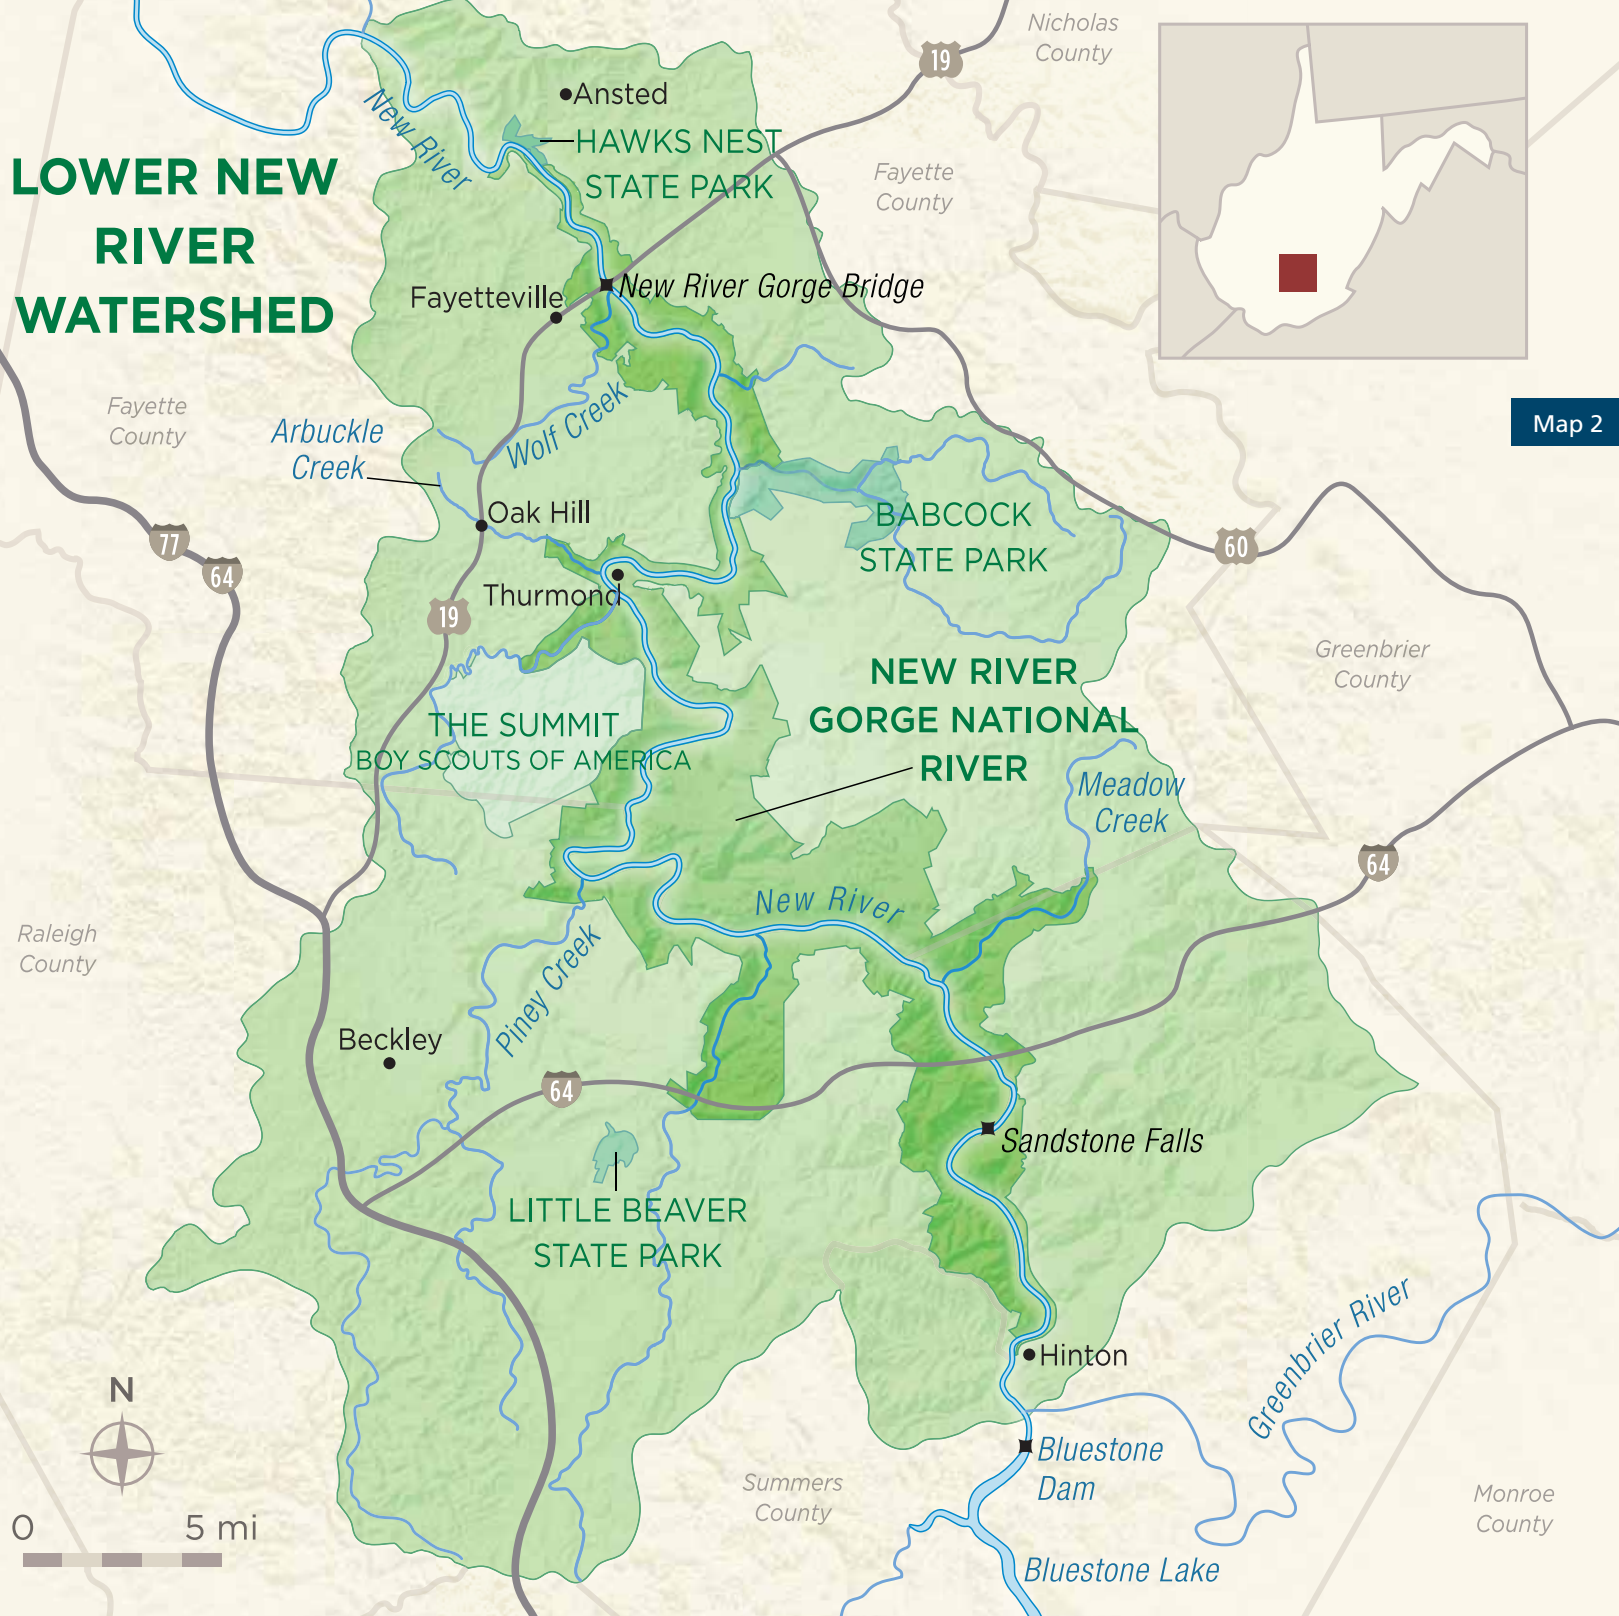 Nicholas
County
19
Ansted
New River
HAWKS NEST
STATE PARK
LOWER NEW
RIVER
WATERSHED
Fayette
County
New River Gorge Bridge
Fayetteville
Map 2
Fayette
County
Arbuckle
Creek
Wolf Creek
Oak Hill
BABCOCK
STATE PARK
77
64
60
Thurmond
19
Greenbrier
County
NEW RIVER
GORGE NATIONAL
RIVER
THE SUMMIT
BOY SCOUTS OF AMERICA
Meadow
Creek
64
New River
Raleigh
County
Piney Creek
Beckley
64
Sandstone Falls
LITTLE BEAVER
STATE PARK
Greenbrier River
Hinton
N
Bluestone
Dam
Summers
County
Monroe
County
0 5 mi
Bluestone Lake